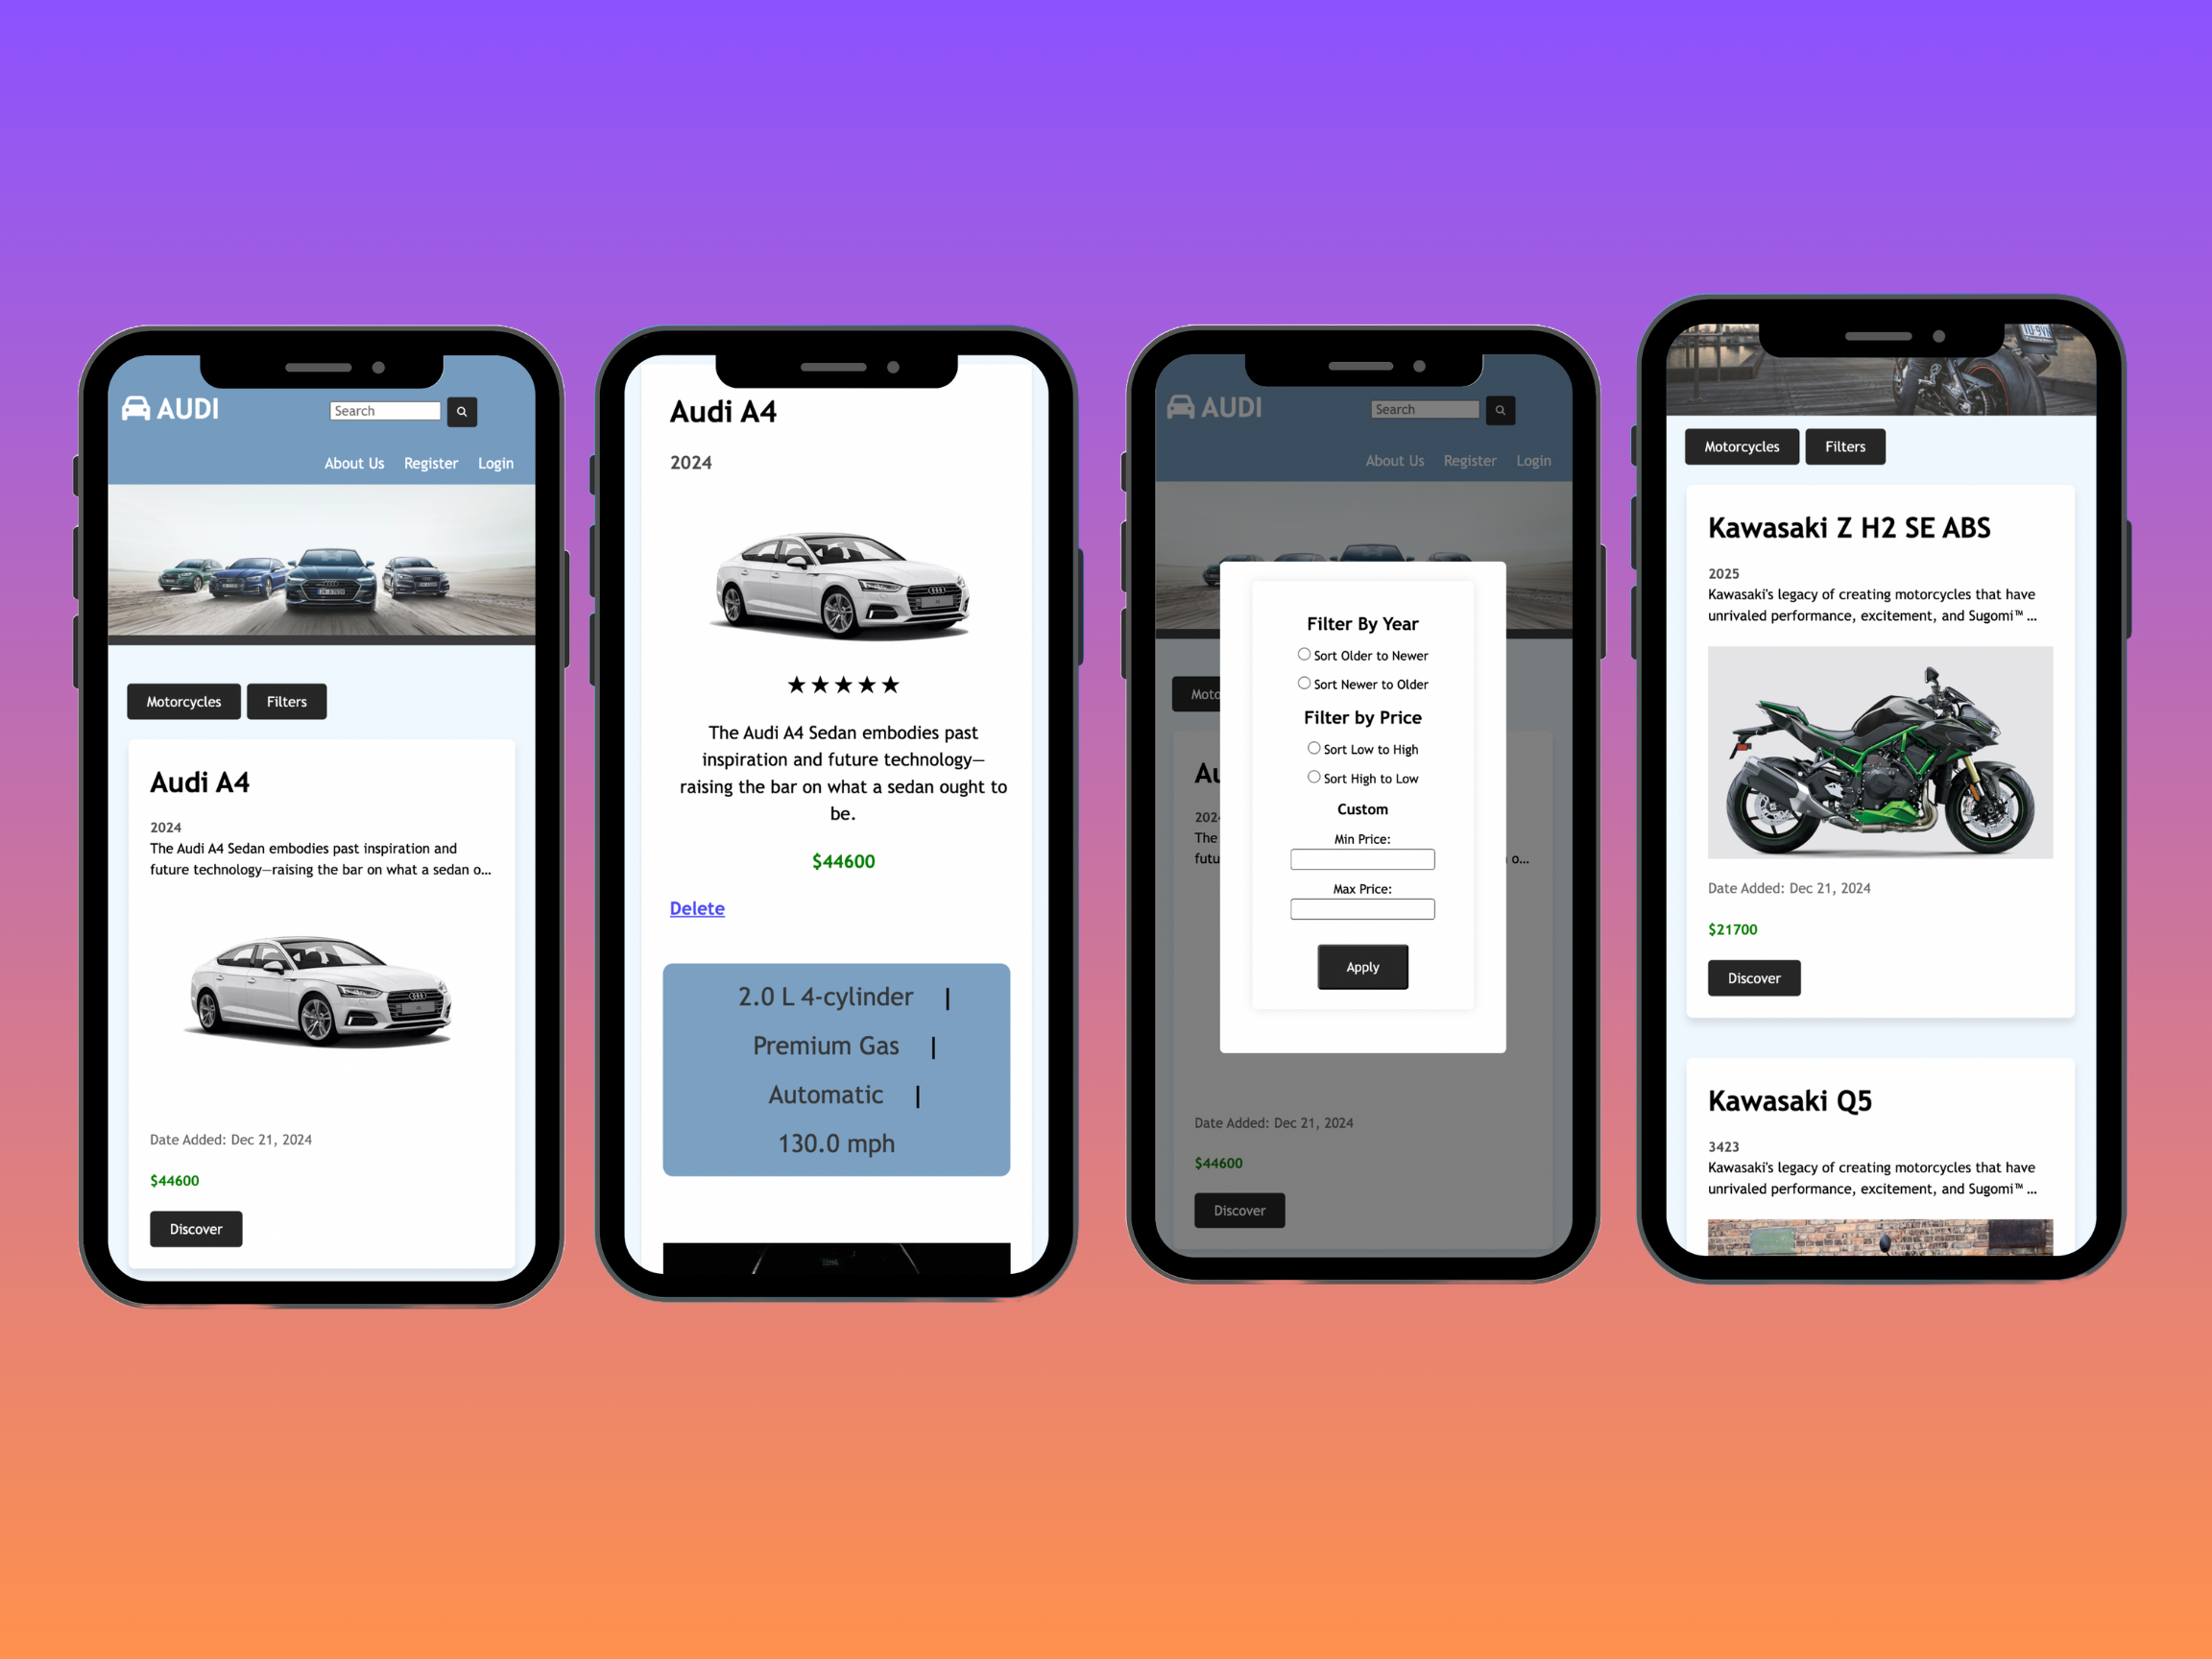 AUDI
Search
About Us Register Login
Motorcycles Filters
Audi A4
2024
The Audi A4 Sedan embodies past inspiration and
future technology—raising the bar on what a sedan o...
Date Added: Dec 21, 2024
$44600
Discover
Audi A4
2024
★★★★★
The Audi A4 Sedan embodies past
inspiration and future technology—
raising the bar on what a sedan ought to
be.
$44600
Delete
2.0 L 4-cylinder |
Premium Gas |
Automatic |
130.0 mph
AUDI
Search
About Us Register Login
Moto
Au
202
The
futu
o...
Filter By Year
Sort Older to Newer
Sort Newer to Older
Filter by Price
Sort Low to High
Sort High to Low
Custom
Min Price:
Max Price:
Apply
Date Added: Dec 21, 2024
$44600
Discover
Motorcycles Filters
Kawasaki Z H2 SE ABS
2025
Kawasaki's legacy of creating motorcycles that have
unrivaled performance, excitement, and Sugomi™ ...
Date Added: Dec 21, 2024
$21700
Discover
Kawasaki Q5
3423
Kawasaki's legacy of creating motorcycles that have
unrivaled performance, excitement, and Sugomi™ ...